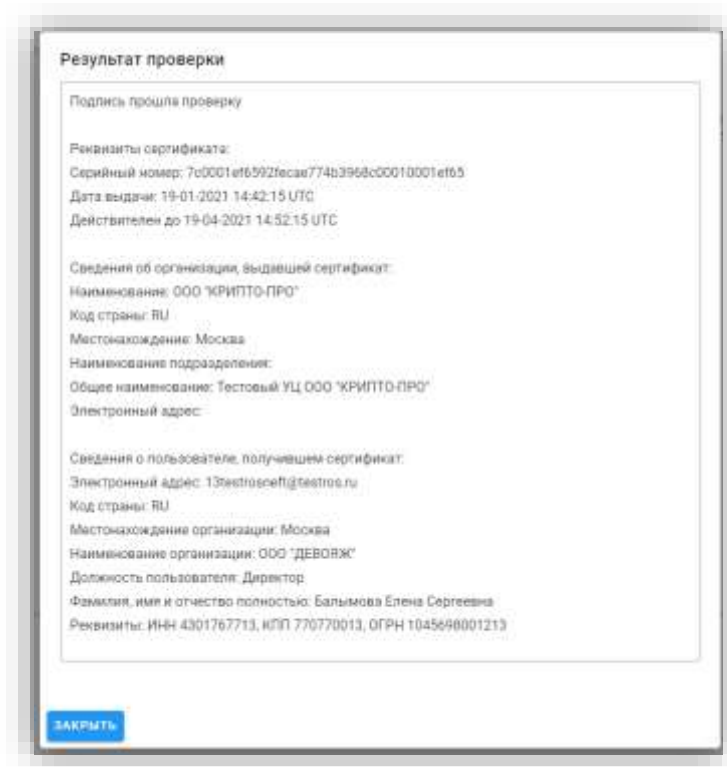 Результат проверки
Подпись прошла проверку
Реквизиты сертификата:
Серийный номер: 7c0001ef6592fecae774b3968c00010001ef65
Дата выдачи: 19-01-2021 14:42:15 UTC
Действителен до 19-04-2021 14:52:15 UTC
Сведения об организации, выдавшей сертификат:
Наименование: ООО "КРИПТО-ПРО"
Код страны: RU
Местонахождение: Москва
Наименование подразделения:
Общее наименование: Тестовый УЦ ООО "КРИПТО-ПРО"
Электронный адрес:
Сведения о пользователе, получившем сертификат:
Электронный адрес: 13testrosneft@testros.ru
Код страны: RU
Местонахождение организации: Москва
Наименование организации: ООО "ДЕВОЯЖ"
Должность пользователя: Директор
Фамилия, имя и отчество полностью: Балымова Елена Сергеевна
Реквизиты: ИНН 4301767713, КПП 770770013, ОГРН 1045698001213
ЗАКРЫТЬ